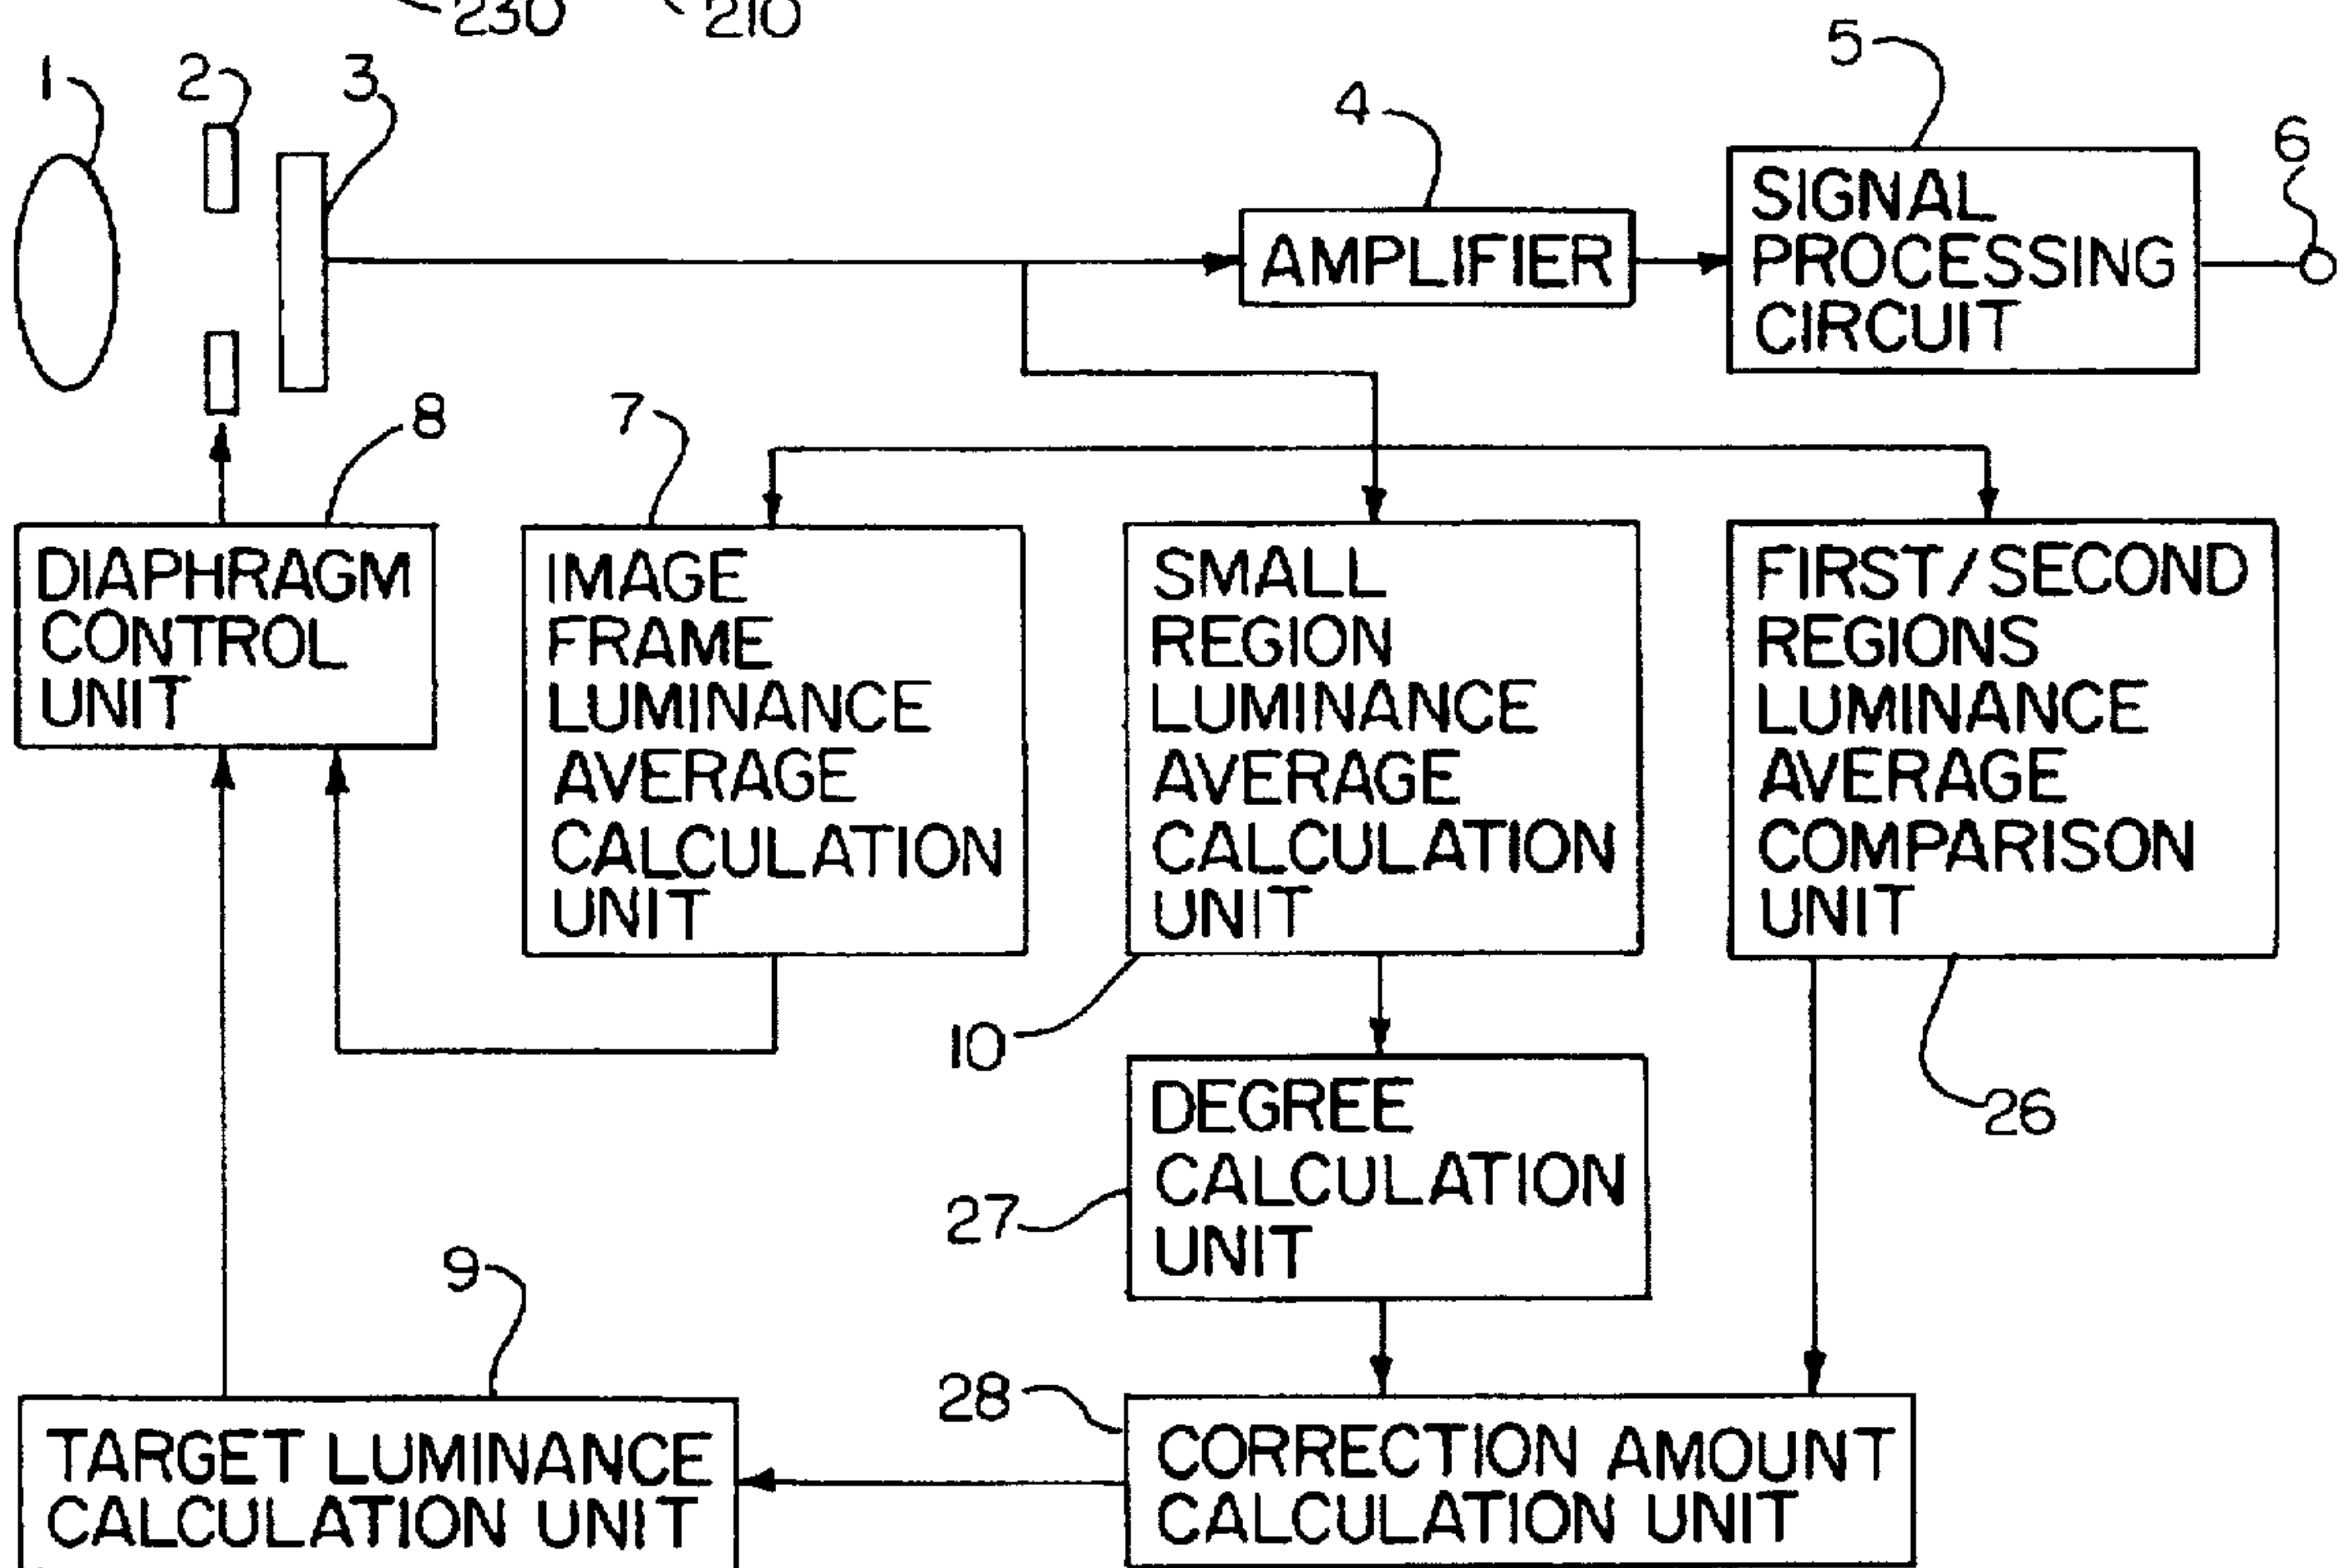 230 210
1 2 3 4 5 6
AMPLIFIER
SIGNAL
PROCESSING
CIRCUIT
8 7
DIAPHRAGM
CONTROL
UNIT
IMAGE
FRAME
LUMINANCE
AVERAGE
CALCULATION
UNIT
SMALL
REGION
LUMINANCE
AVERAGE
CALCULATION
UNIT
FIRST/SECOND
REGIONS
LUMINANCE
AVERAGE
COMPARISON
UNIT
10
26
DEGREE
CALCULATION
UNIT
27
9
28
TARGET LUMINANCE
CALCULATION UNIT
CORRECTION AMOUNT
CALCULATION UNIT